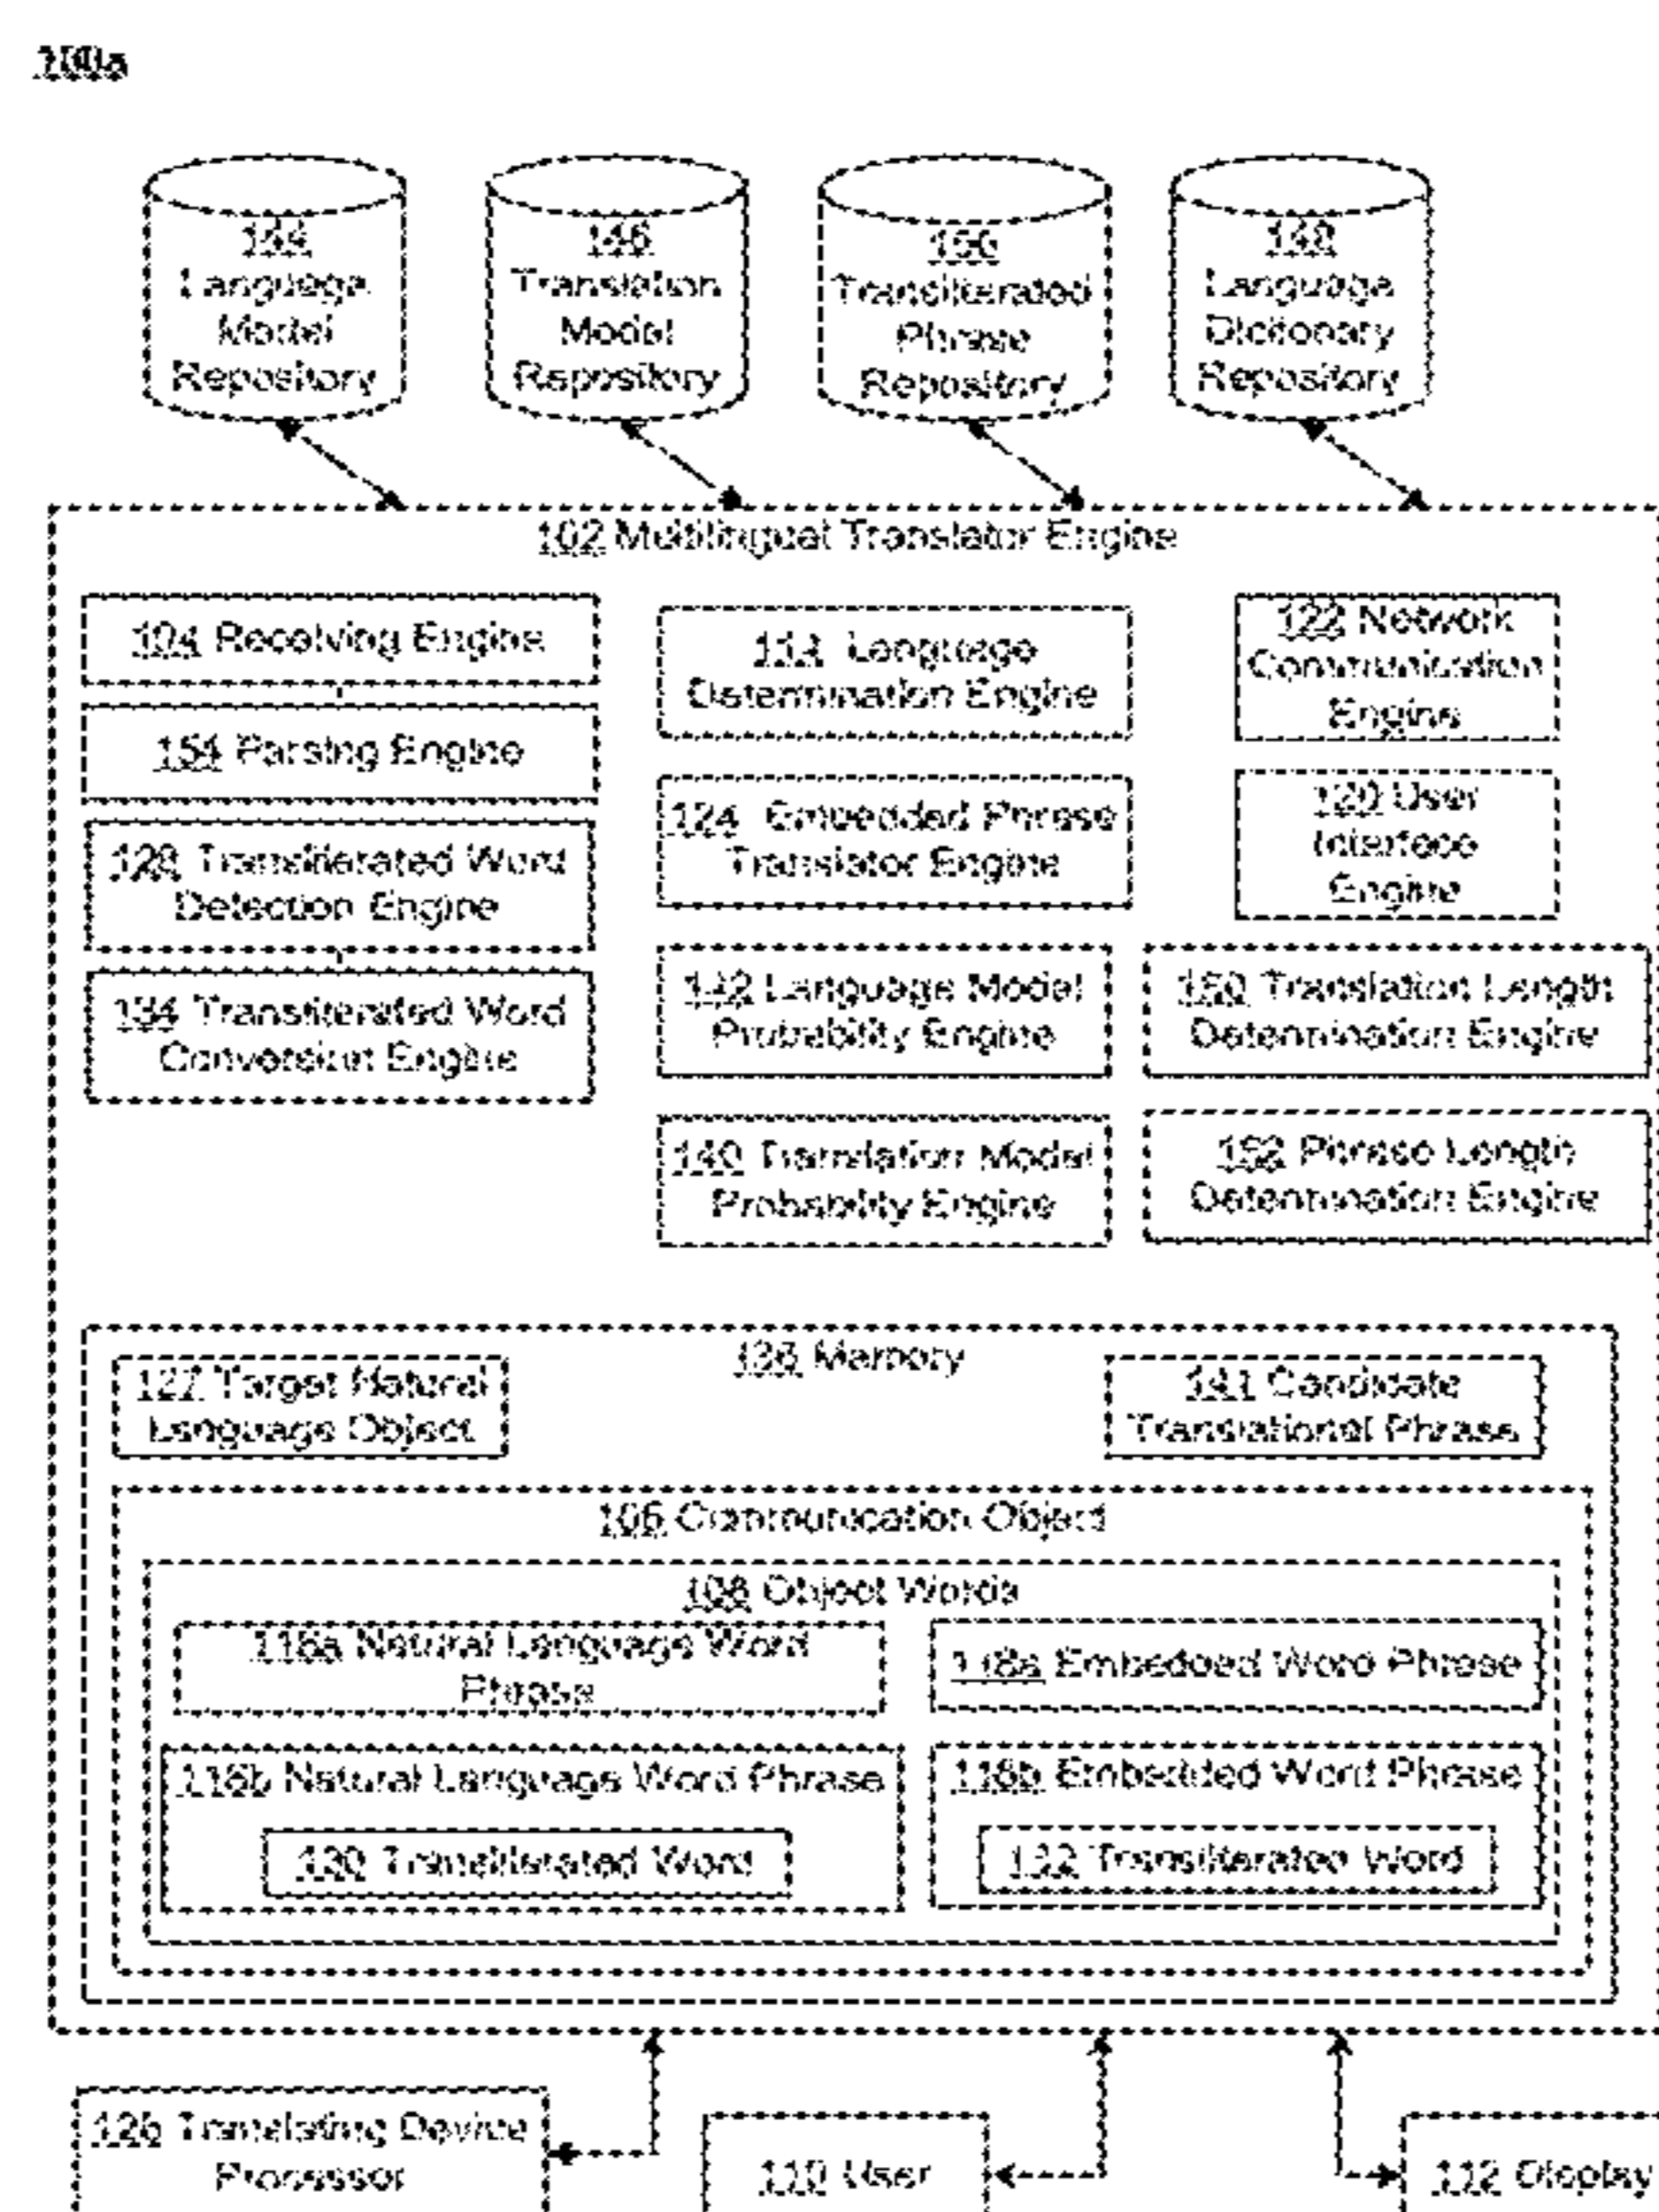 100a
144
Language
Model
Repository
146
Translation
Model
Repository
Transliterated
Phrase
Repository
148
Language
Dictionary
Repository
102 Multilingual Translator Engine
104 Receiving Engine
154 Parsing Engine
128 Transliterated Word
Detection Engine
134 Transliterated Word
Conversion Engine
Language
Determination Engine
124 Embedded Phrase
Translator Engine
142 Language Model
Probability Engine
140 Translation Model
Probability Engine
122 Network
Communication
Engine
120 User
Interface
Engine
150 Translation Length
Determination Engine
152 Phrase Length
Determination Engine
136 Memory
127 Target Natural
Language Object
141 Candidate
Translational Phrase
106 Communication Object
108 Object Words
116a Natural Language Word
Phrase
118a Embedded Word Phrase
116b Natural Language Word Phrase
130 Transliterated Word
118b Embedded Word Phrase
132 Transliterated Word
126 Translating Device
Processor
110 User
112 Display